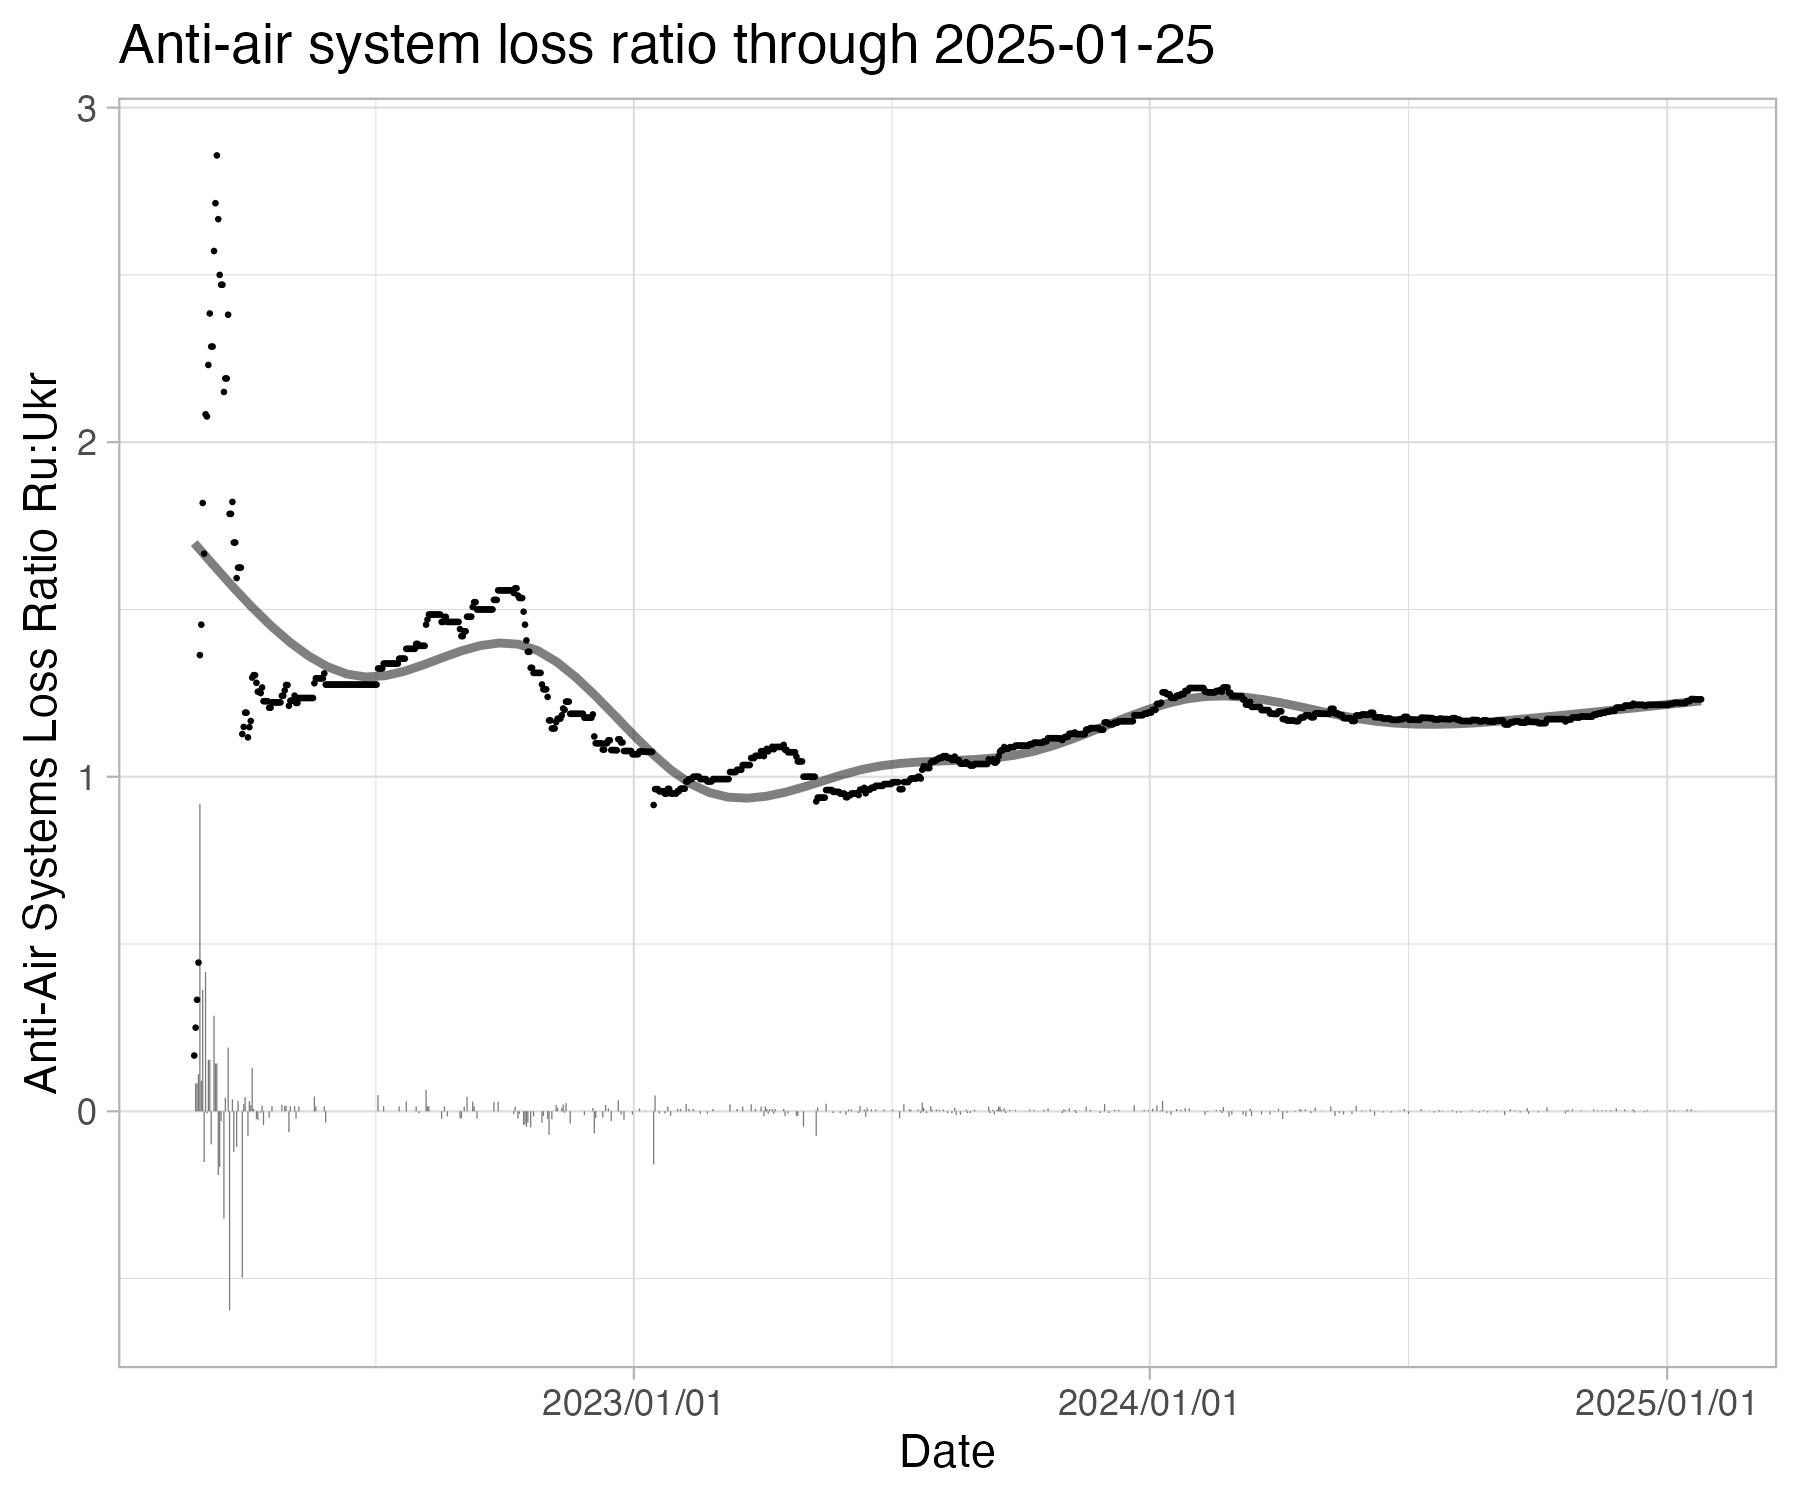 Anti-air system loss ratio through 2025-01-25
Anti-Air Systems Loss Ratio Ru:Ukr
3
2
1
0
2023/01/01
2024/01/01
2025/01/01
Date